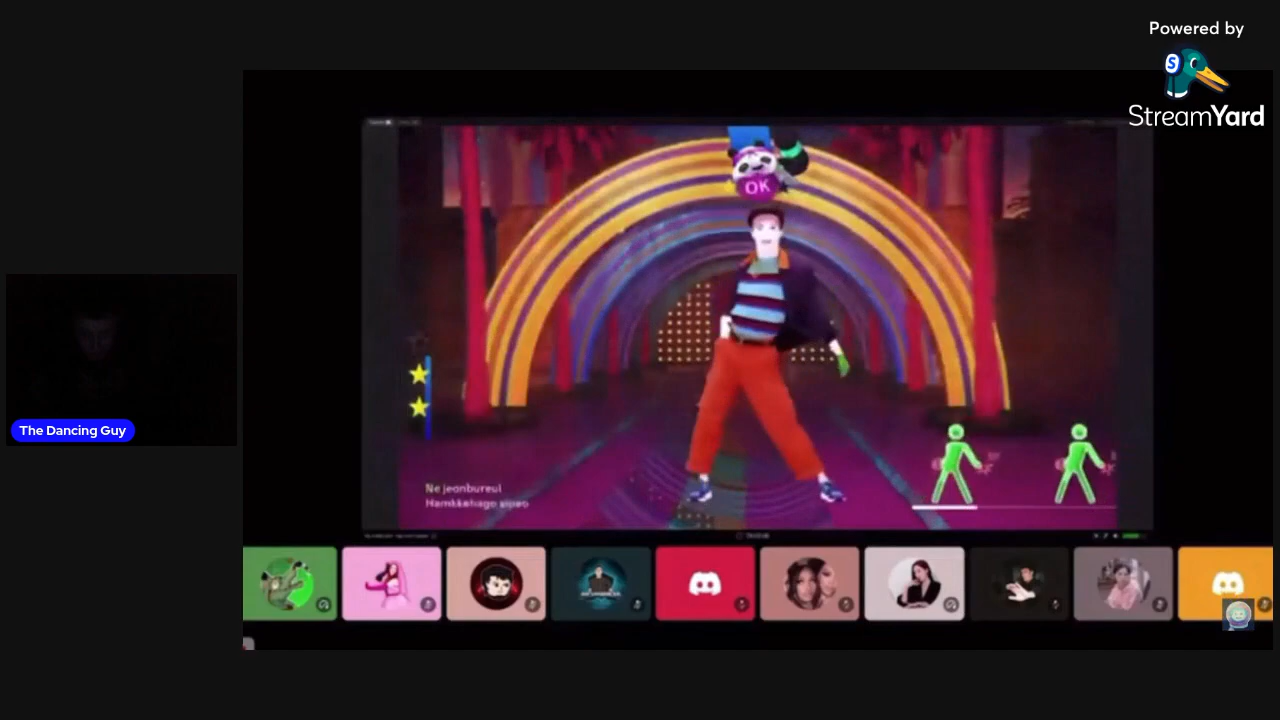 Powered by
S
StreamYard
OK
The Dancing Guy
Ne jeonbureul
Hamkkehago sipeo